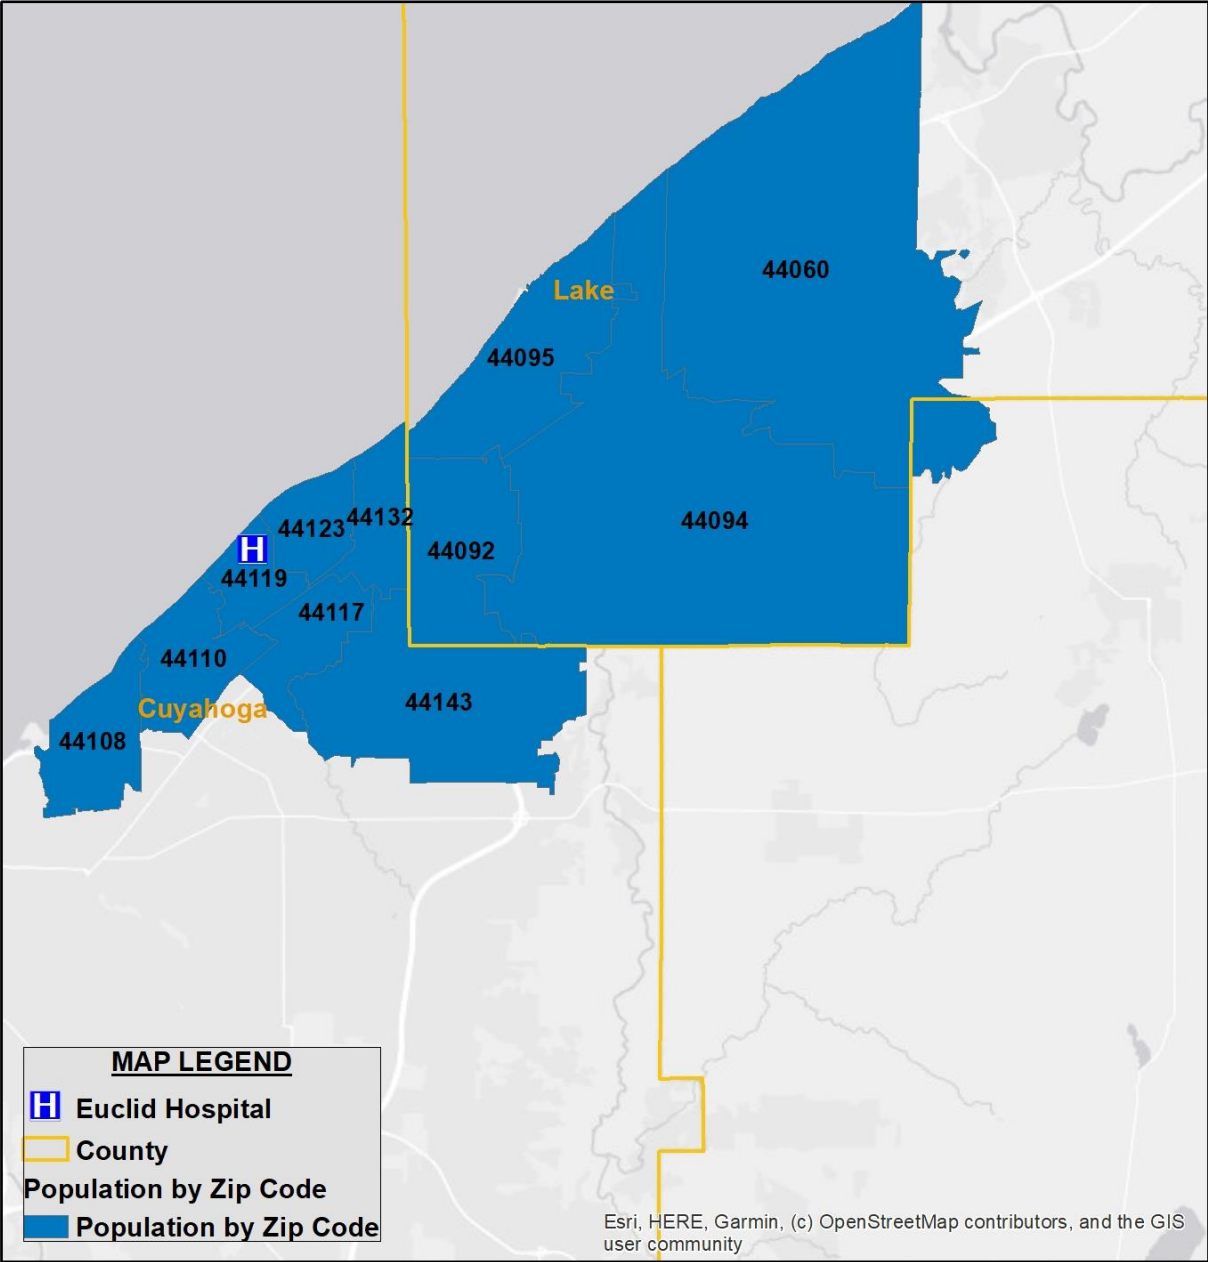 44060
Lake
44095
44123
44132
44094
H
44092
44119
44117
44110
44143
Cuyahoga
44108
MAP LEGEND
H Euclid Hospital
County
Population by Zip Code
Population by Zip Code
Esri, HERE, Garmin, (c) OpenStreetMap contributors, and the GIS
user community